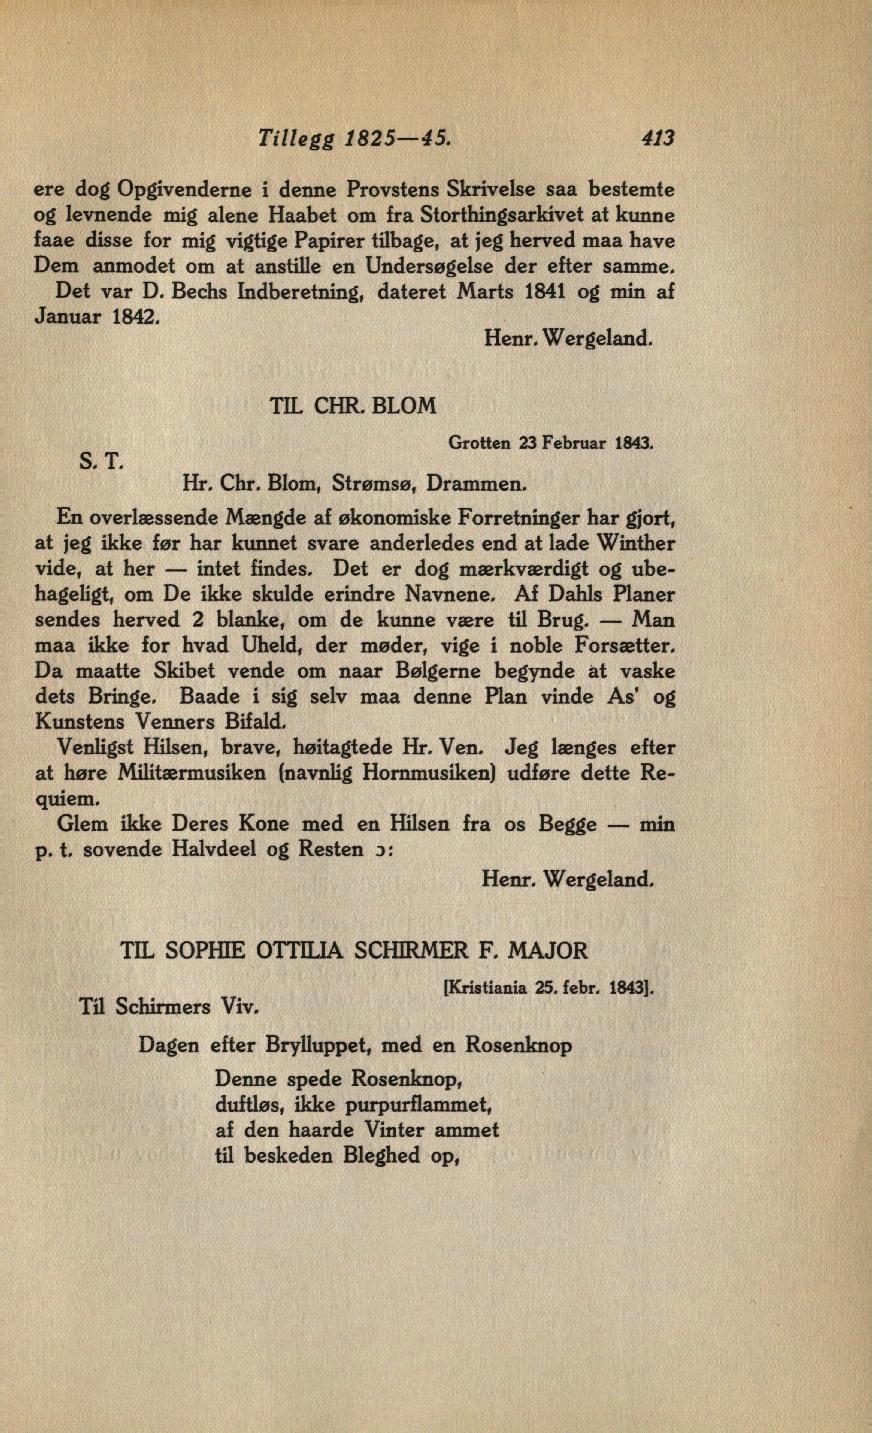 Tillegg 1825—45. 413
ere dog Opgivenderne i denne Provstens Skrivelse saa bestemte
og levnende mig alene Haabet om fra Storthingsarkivet at kunne
faae disse for mig vigtige Papirer tilbage, at jeg herved maa have
Dem anmodet om at anstille en Undersøgelse der efter samme.
Det var D. Bechs Indberetning, dateret Marts 1841 og min af
Januar 1842.
Henr. Wergeland.
TIL CHR. BLOM
Grotten 23 Februar 1843.
S. T.
Hr. Chr. Blom, Strømsø, Drammen.
En overlæssende Mængde af økonomiske Forretninger har gjort,
at jeg ikke før har kunnet svare anderledes end at lade Winther
vide, at her — intet findes. Det er dog mærkværdigt og ube-
hageligt, om De ikke skulde erindre Navnene. Af Dahls Planer
sendes herved 2 blanke, om de kunne være til Brug. — Man
maa ikke for hvad Uheld, der møder, vige i noble Forsætter.
Da maatte Skibet vende om naar Bølgerne begynde at vaske
dets Bringe. Baade i sig selv maa denne Plan vinde As' og
Kunstens Venners Bifald.
Venligst Hilsen, brave, høitagtede Hr. Ven. Jeg længes efter
at høre Militærmusiken (navnlig Hornmusiken) udføre dette Re-
quiem.
Glem ikke Deres Kone med en Hilsen fra os Begge — min
p. t. sovende Halvdeel og Resten ɔ:
Henr. Wergeland.
TIL SOPHIE OTTILIA SCHIRMER F. MAJOR
[Kristiania 25. febr. 1843].
Til Schirmers Viv.
Dagen efter Brylluppet, med en Rosenknop
Denne spede Rosenknop,
duftløs, ikke purpurflammet,
af den haarde Vinter ammet
til beskeden Bleghed op,